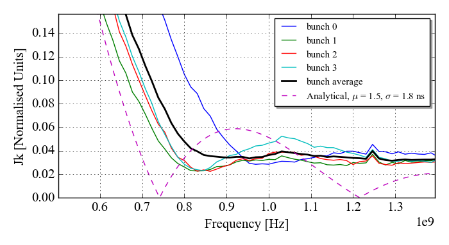 0.14
0.12
0.10
0.08
0.06
0.04
0.02
0.00
Jk [Normalised Units]
bunch 0
bunch 1
bunch 2
bunch 3
bunch average
Analytical, μ = 1.5, σ = 1.8 ns
0.6 0.7 0.8 0.9 1.0 1.1 1.2 1.3
1e9
Frequency [Hz]